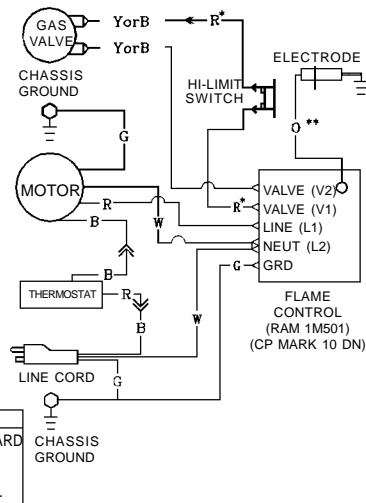 GAS
VALVE
YorB
YorB
R*
CHASSIS
GROUND
HI-LIMIT
SWITCH
ELECTRODE
O **
G
MOTOR
R
B
W
R*
VALVE (V2)
VALVE (V1)
LINE (L1)
NEUT (L2)
GRD
G
B
THERMOSTAT
R
B
W
FLAME
CONTROL
(RAM 1M501)
(CP MARK 10 DN)
LINE CORD
G
CHASSIS
GROUND
ARD